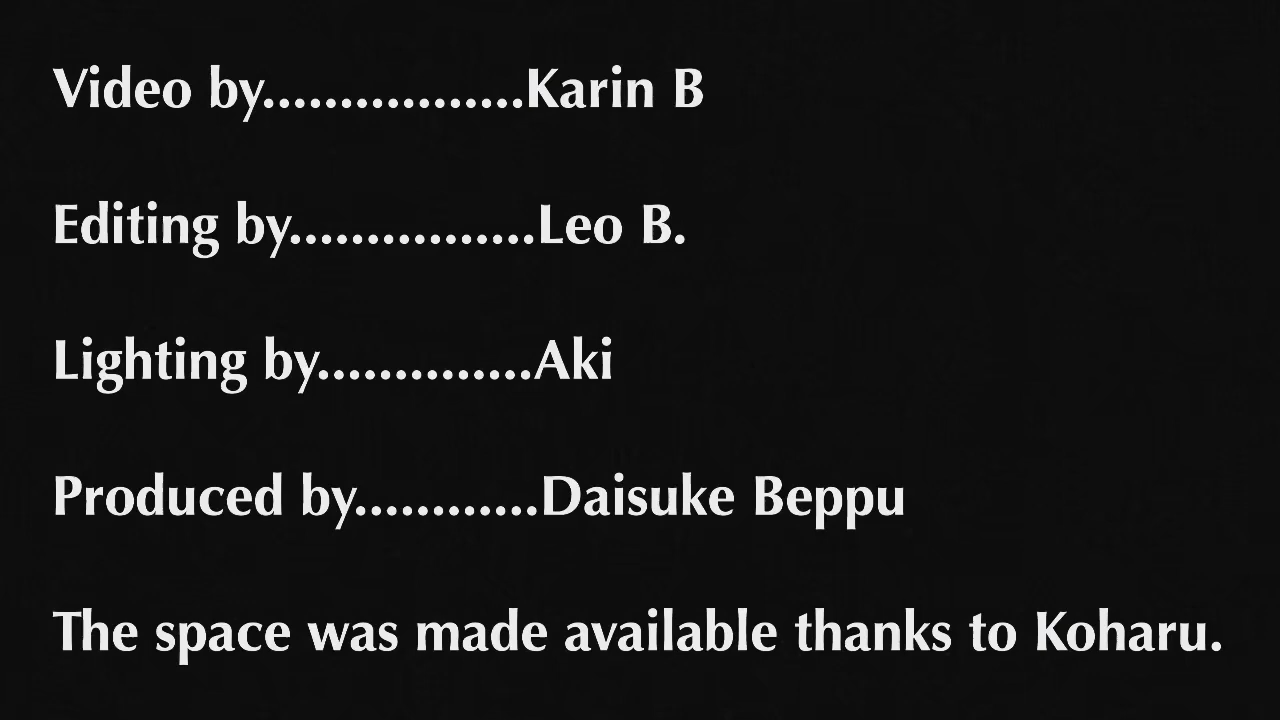 Video by.................Karin B
Editing by................Leo B.
Lighting by..............Aki
Produced by............Daisuke Beppu
The space was made available thanks to Koharu.